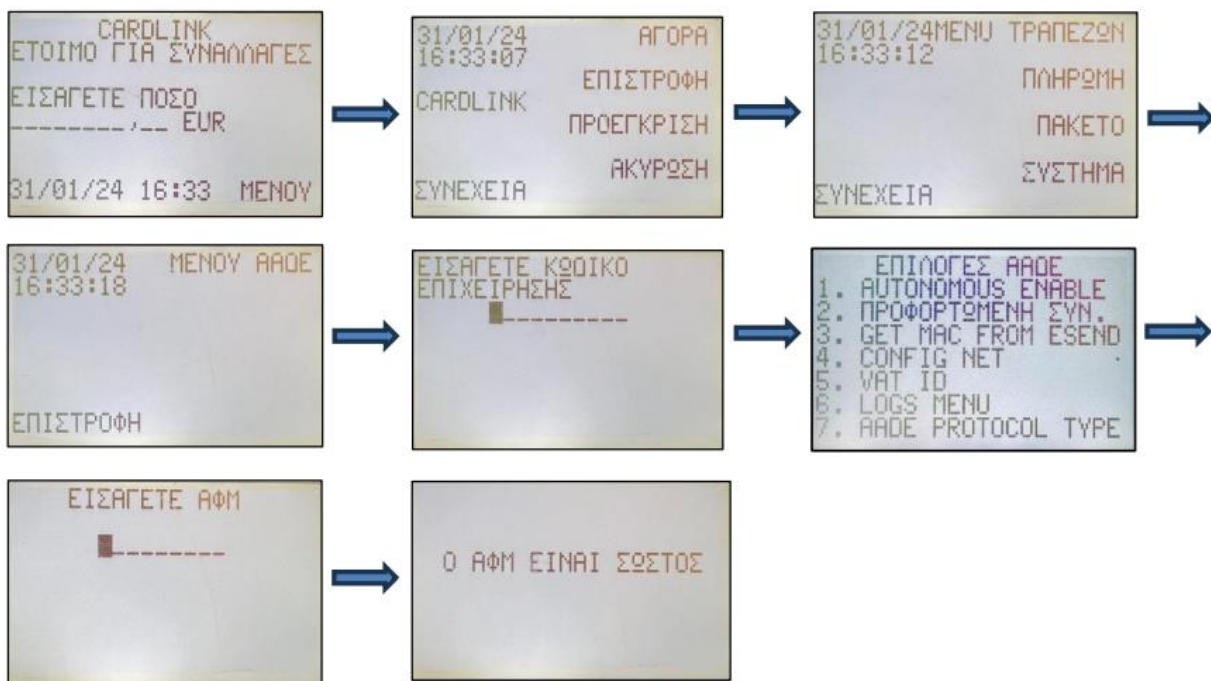 CARDLINK
ΕΤΟΙΜΟ ΓΙΑ ΣΥΝΑΛΛΑΓΕΣ
ΕΙΣΑΓΕΤΕ ΠΟΣΟ
________,__ EUR
31/01/24 16:33 ΜΕΝΟΥ
31/01/24 ΑΓΟΡΑ
16:33:07
ΕΠΙΣΤΡΟΦΗ
CARDLINK
ΠΡΟΕΓΚΡΙΣΗ
ΑΚΥΡΩΣΗ
ΣΥΝΕΧΕΙΑ
31/01/24MENU ΤΡΑΠΕΖΩΝ
16:33:12
ΠΛΗΡΩΜΗ
ΠΑΚΕΤΟ
ΣΥΣΤΗΜΑ
ΣΥΝΕΧΕΙΑ
31/01/24 ΜΕΝΟΥ ΑΑΔΕ
16:33:18
ΕΠΙΣΤΡΟΦΗ
ΕΙΣΑΓΕΤΕ ΚΩΔΙΚΟ
ΕΠΙΧΕΙΡΗΣΗΣ
ΕΠΙΛΟΓΕΣ ΑΑΔΕ
1. AUTONOMOUS ENABLE
2. ΠΡΟΦΟΡΤΩΜΕΝΗ ΣΥΝ.
3. GET MAC FROM ESEND
4. CONFIG NET
5. VAT ID
6. LOGS MENU
7. AADE PROTOCOL TYPE
ΕΙΣΑΓΕΤΕ ΑΦΜ
Ο ΑΦΜ ΕΙΝΑΙ ΣΩΣΤΟΣ